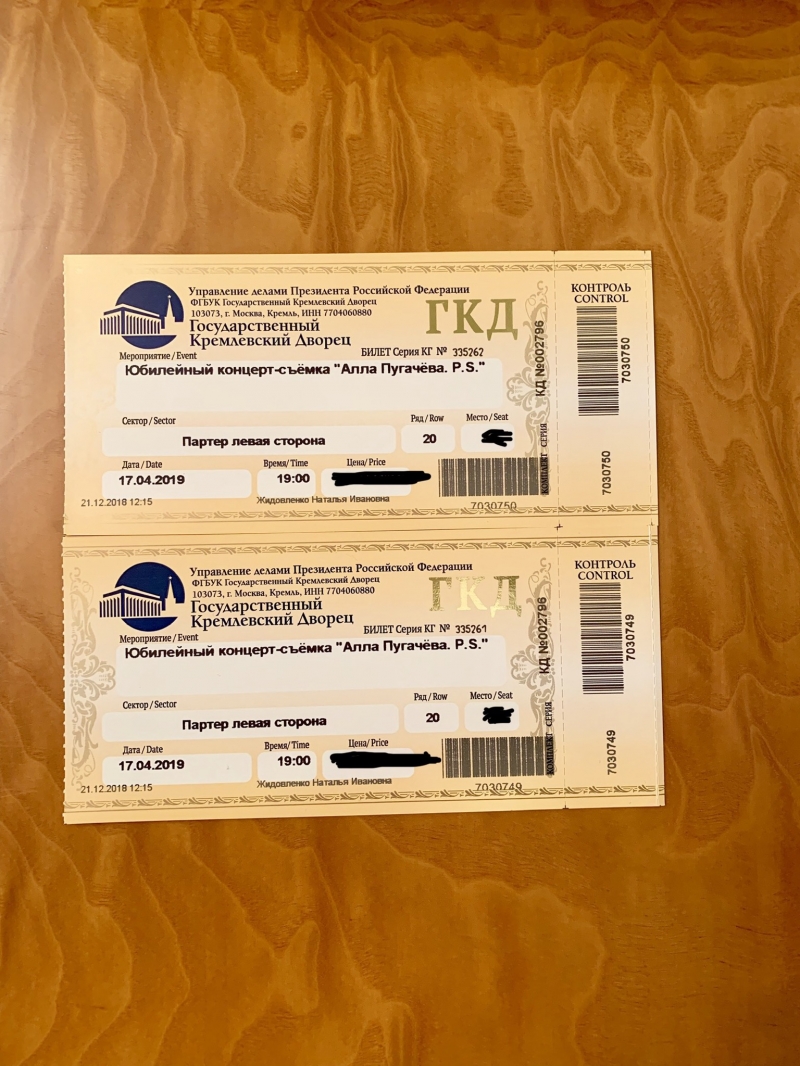 Управление делами Президента Российской Федерации
ФГБУК Государственный Кремлевский Дворец
103073, г. Москва, Кремль, ИНН 7704060880
Государственный
Кремлевский Дворец
ГКД
Мероприятие / Event
БИЛЕТ Серия КГ № 335262
Юбилейный концерт-съёмка "Алла Пугачёва. P.S."
Сектор / Sector
Ряд / Row
Место / Seat
Партер левая сторона
20
Дата / Date
Время/ Time
Цена/ Price
17.04.2019
19:00
21.12.2018 12:15
Жидовленко Наталья Ивановна
7030750
КОМПЛЕКТ СЕРИЯ
КД №002796
КОНТРОЛЬ
CONTROL
7030750
7030750
Управление делами Президента Российской Федерации
ФГБУК Государственный Кремлевский Дворец
103073, г. Москва, Кремль, ИНН 7704060880
Государственный
Кремлевский Дворец
ГКД
Мероприятие / Event
БИЛЕТ Серия КГ № 335261
Юбилейный концерт-съёмка "Алла Пугачёва. P.S."
Сектор / Sector
Ряд / Row
Место / Seat
Партер левая сторона
20
Дата / Date
Время/ Time
Цена/ Price
17.04.2019
19:00
21.12.2018 12:15
Жидовленко Наталья Ивановна
7030749
КОМПЛЕКТ СЕРИЯ
КД №002796
КОНТРОЛЬ
CONTROL
7030749
7030749